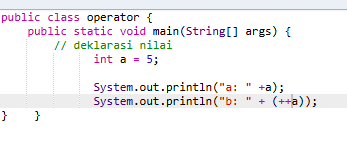 public class operator {
    public static void main(String[] args) {
        // deklarasi nilai
              int a = 5;
              System.out.println("a: " +a);
              System.out.println("b: " + (++a));
}    }